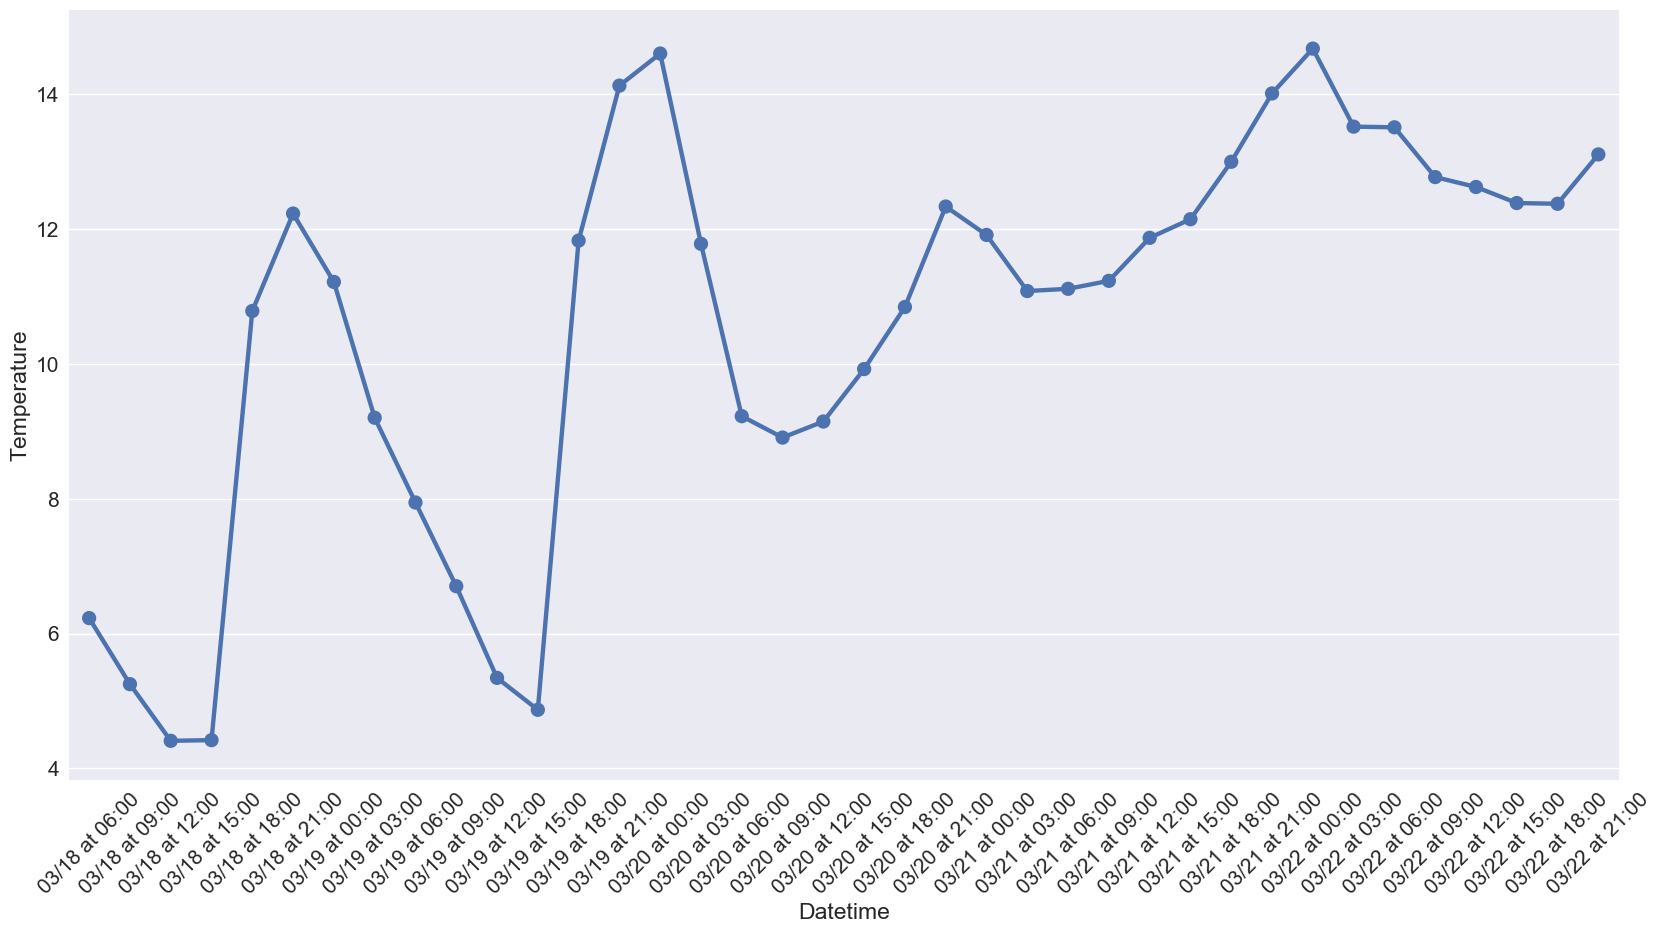 14
12
10
8
6
4
Temperature
03/18 at 06:00
03/18 at 09:00
03/18 at 12:00
03/18 at 15:00
03/18 at 18:00
03/18 at 21:00
03/19 at 00:00
03/19 at 03:00
03/19 at 06:00
03/19 at 09:00
03/19 at 12:00
03/19 at 15:00
03/19 at 18:00
03/19 at 21:00
03/20 at 00:00
03/20 at 03:00
03/20 at 06:00
03/20 at 09:00
03/20 at 12:00
03/20 at 15:00
03/20 at 18:00
03/20 at 21:00
03/21 at 00:00
03/21 at 03:00
03/21 at 06:00
03/21 at 09:00
03/21 at 12:00
03/21 at 15:00
03/21 at 18:00
03/21 at 21:00
03/22 at 00:00
03/22 at 03:00
03/22 at 06:00
03/22 at 09:00
03/22 at 12:00
03/22 at 15:00
03/22 at 18:00
03/22 at 21:00
Datetime